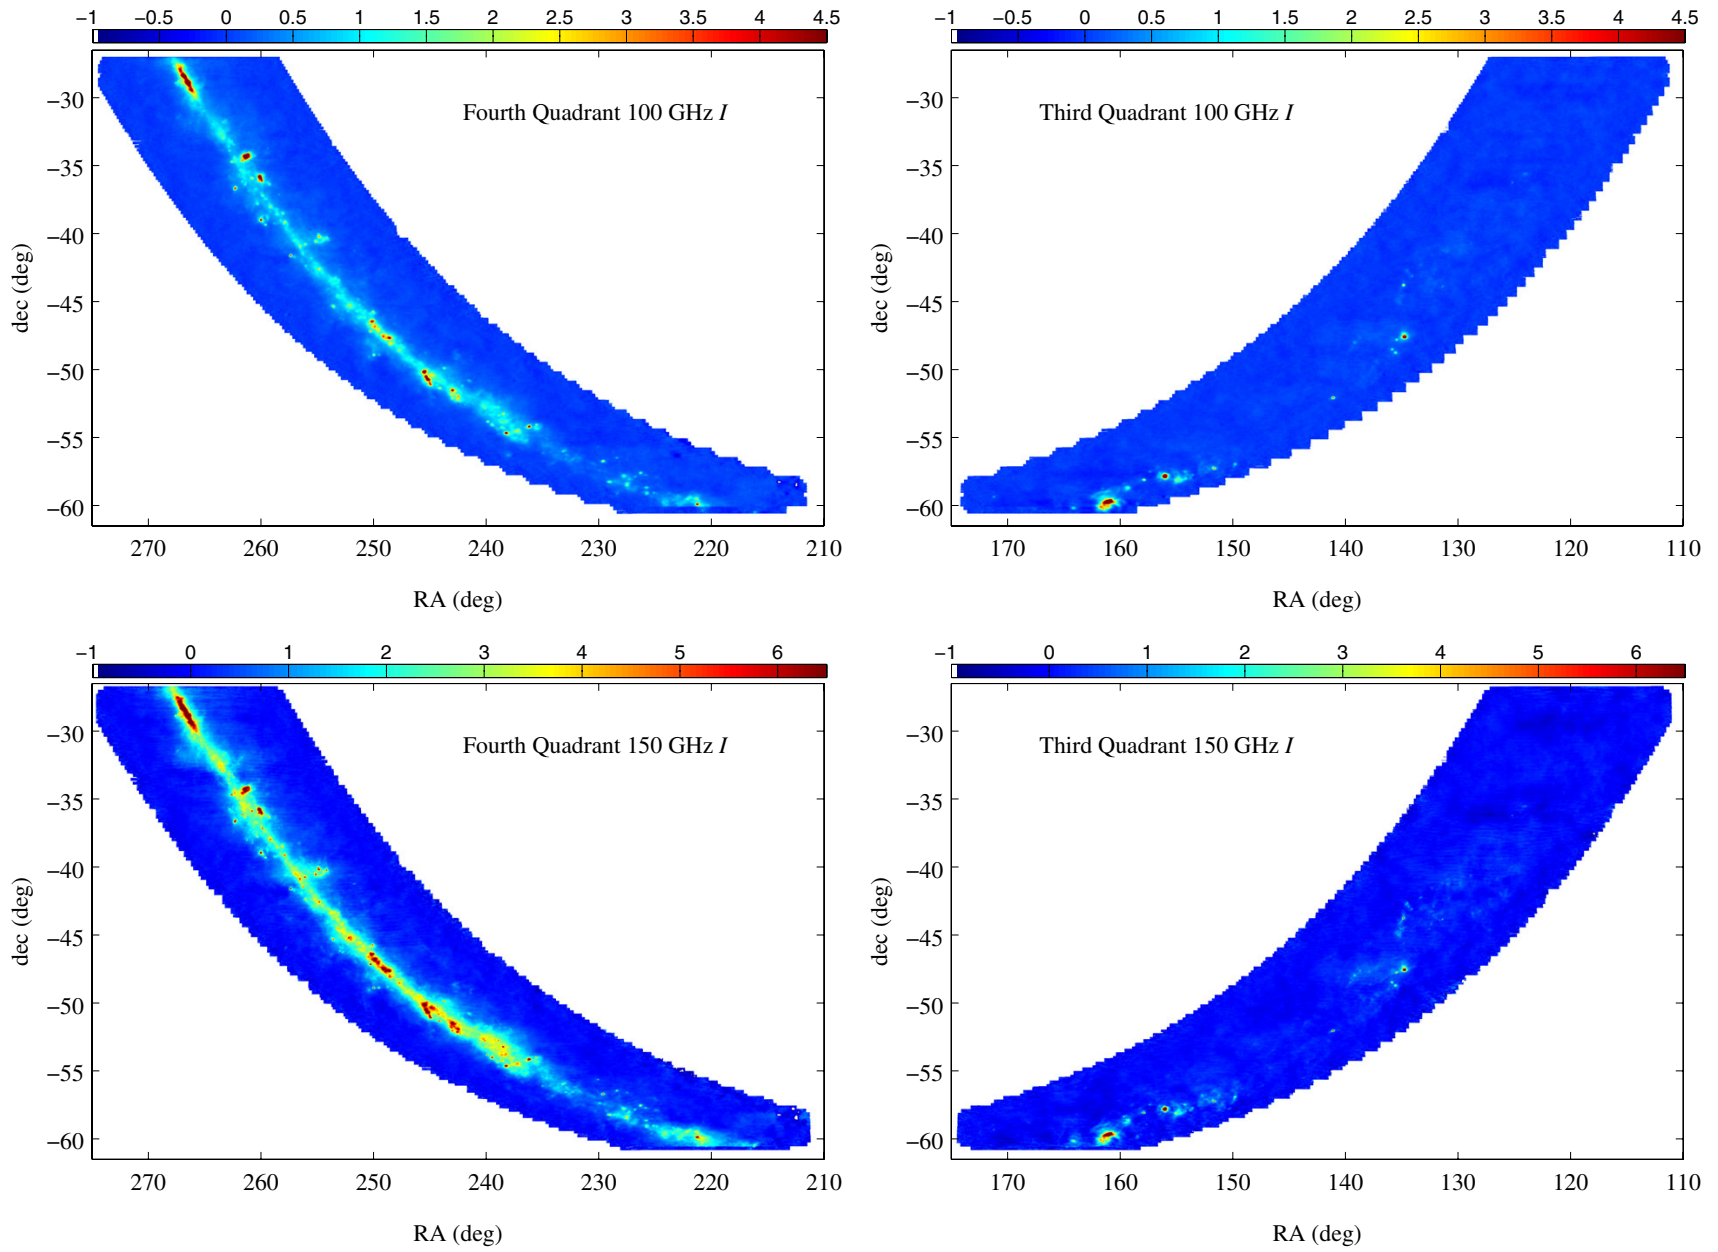 −1 −0.5 0 0.5 1 1.5 2 2.5 3 3.5 4 4.5
Fourth Quadrant 100 GHz I
dec (deg)
−30
−35
−40
−45
−50
−55
−60
270 260 250 240 230 220 210
RA (deg)
−1 −0.5 0 0.5 1 1.5 2 2.5 3 3.5 4 4.5
Third Quadrant 100 GHz I
dec (deg)
−30
−35
−40
−45
−50
−55
−60
170 160 150 140 130 120 110
RA (deg)
−1 0 1 2 3 4 5 6
Fourth Quadrant 150 GHz I
dec (deg)
−30
−35
−40
−45
−50
−55
−60
270 260 250 240 230 220 210
RA (deg)
−1 0 1 2 3 4 5 6
Third Quadrant 150 GHz I
dec (deg)
−30
−35
−40
−45
−50
−55
−60
170 160 150 140 130 120 110
RA (deg)